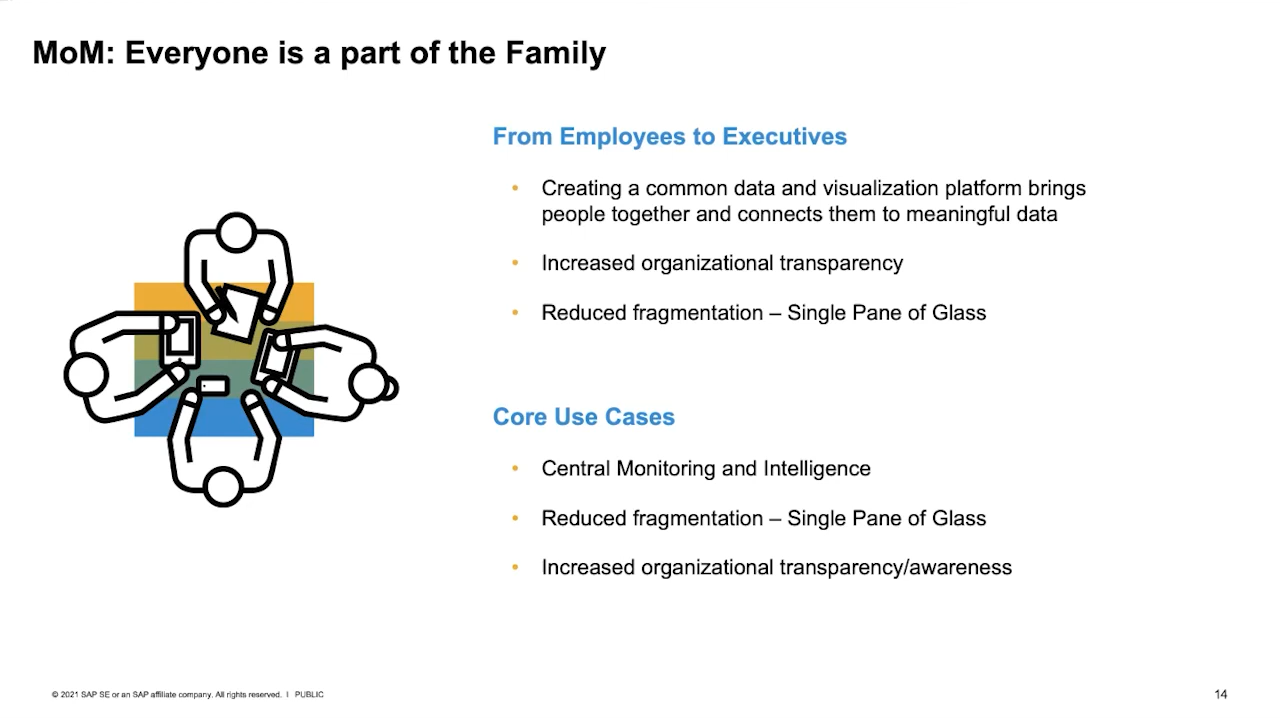 MoM: Everyone is a part of the Family
From Employees to Executives
• Creating a common data and visualization platform brings
people together and connects them to meaningful data
• Increased organizational transparency
• Reduced fragmentation – Single Pane of Glass
Core Use Cases
• Central Monitoring and Intelligence
• Reduced fragmentation – Single Pane of Glass
• Increased organizational transparency/awareness
© 2021 SAP SE or an SAP affiliate company. All rights reserved. I PUBLIC
14